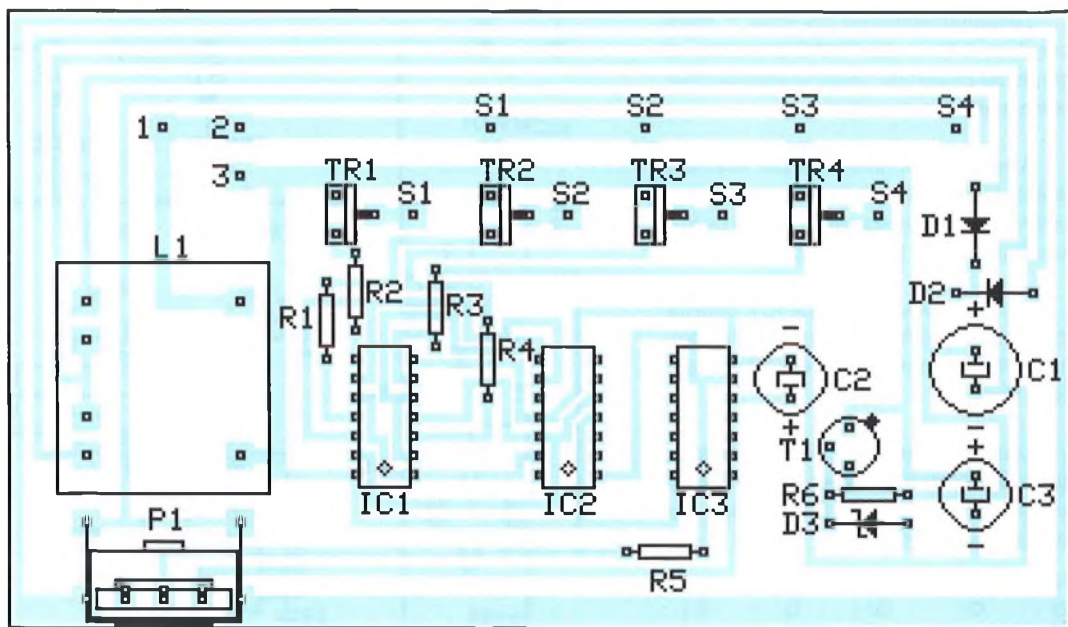 S1 S2 S3 S4
1 2
3 TR1 TR2 TR3 TR4
S1 S2 S3 S4
D1
L1
R2 R3 D2
+
R1
R4 - C2 C1
+ -
T1 +
IC1 IC2 IC3 R6 C3
P1 D3 -
R5